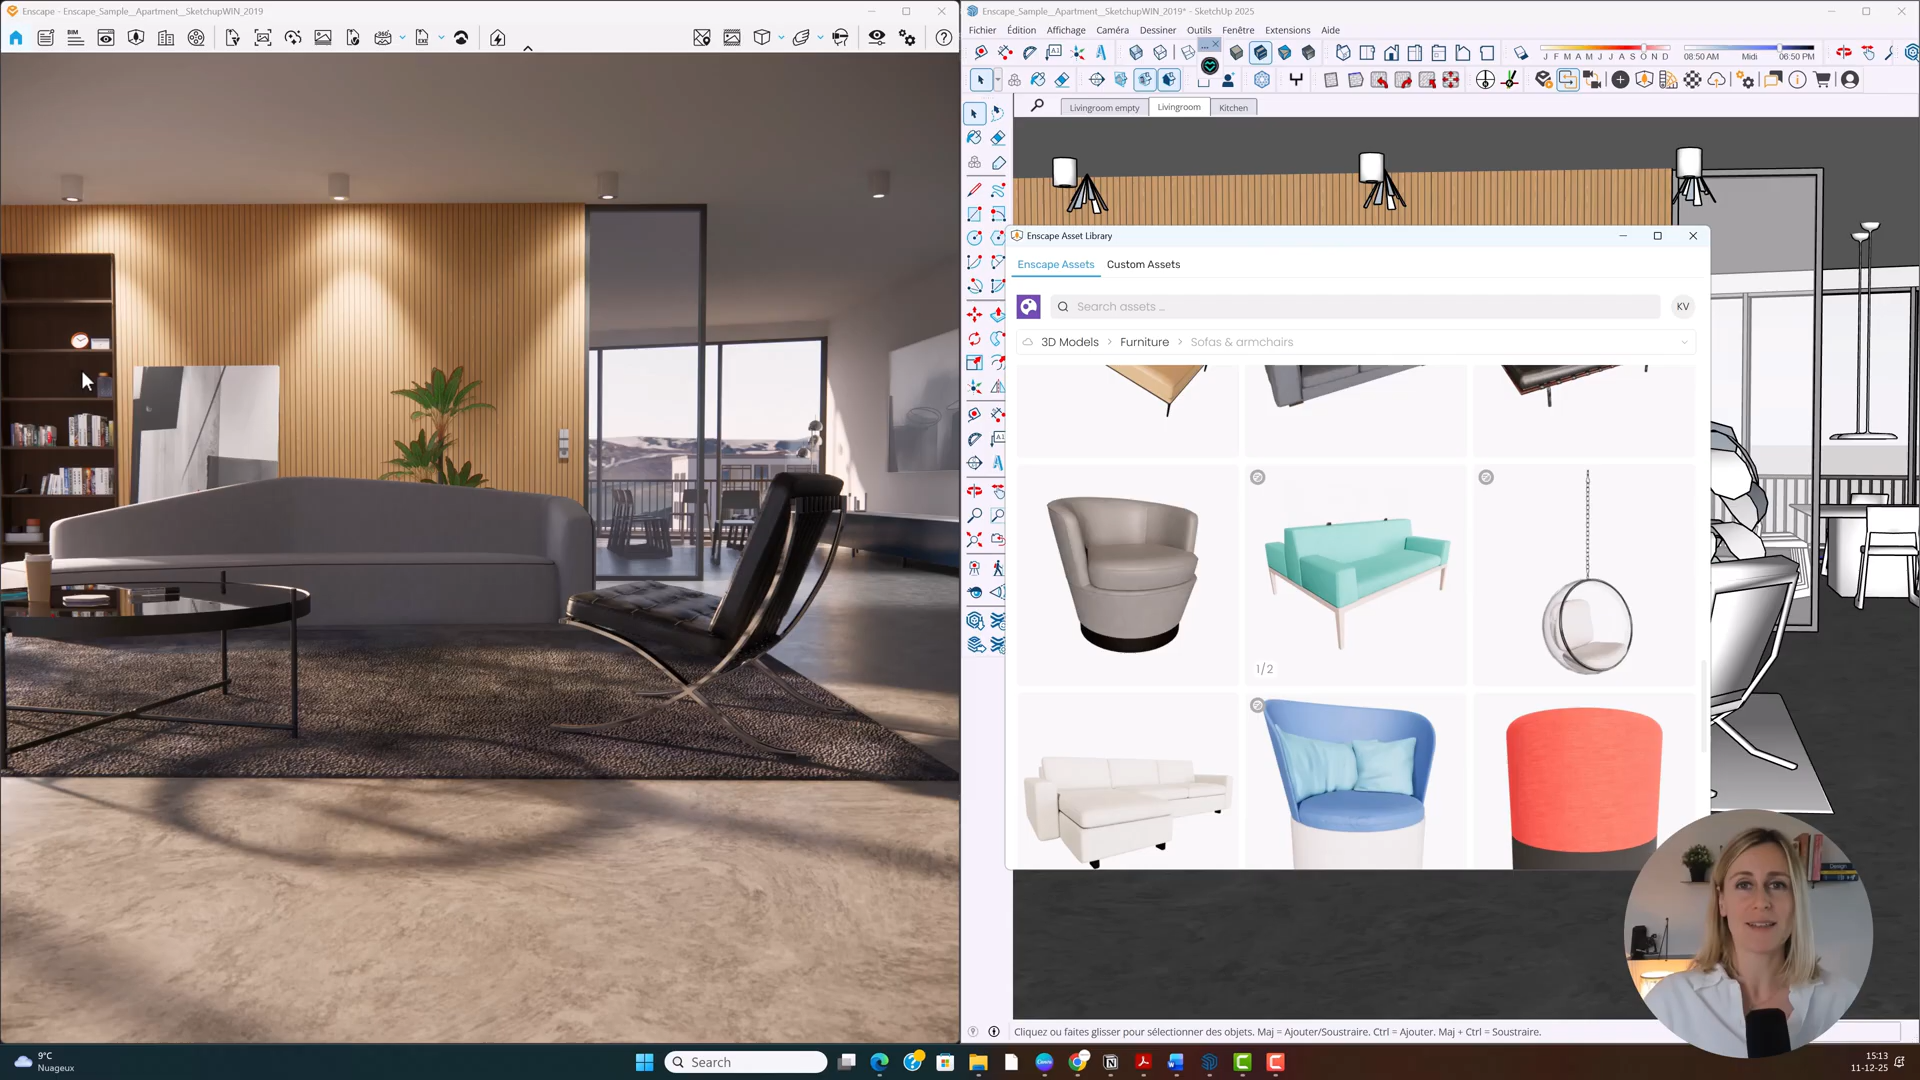 Enscape - Enscape_Sample__Apartment__SketchupWIN_2019
Enscape_Sample__Apartment__SketchupWIN_2019* - SketchUp 2025
Fichier Édition Affichage Caméra Dessiner Outils Fenêtre Extensions Aide
J F M A M J J A S O N D
08:50 AM Midi 06:50 PM
Livingroom empty Livingroom Kitchen
Enscape Asset Library
Enscape Assets Custom Assets
Search assets ...
KV
3D Models > Furniture > Sofas & armchairs
1/2
Design
Cliquez ou faites glisser pour sélectionner des objets. Maj = Ajouter/Soustraire. Ctrl = Ajouter. Maj + Ctrl = Soustraire.
9°C
Nuageux
Search
15:13
11-12-25